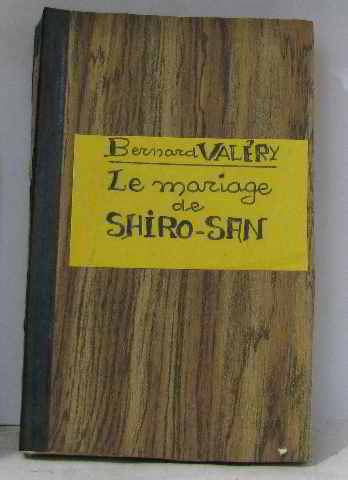 Bernard VALÉRY
Le mariage
de
SHiRO-SAN